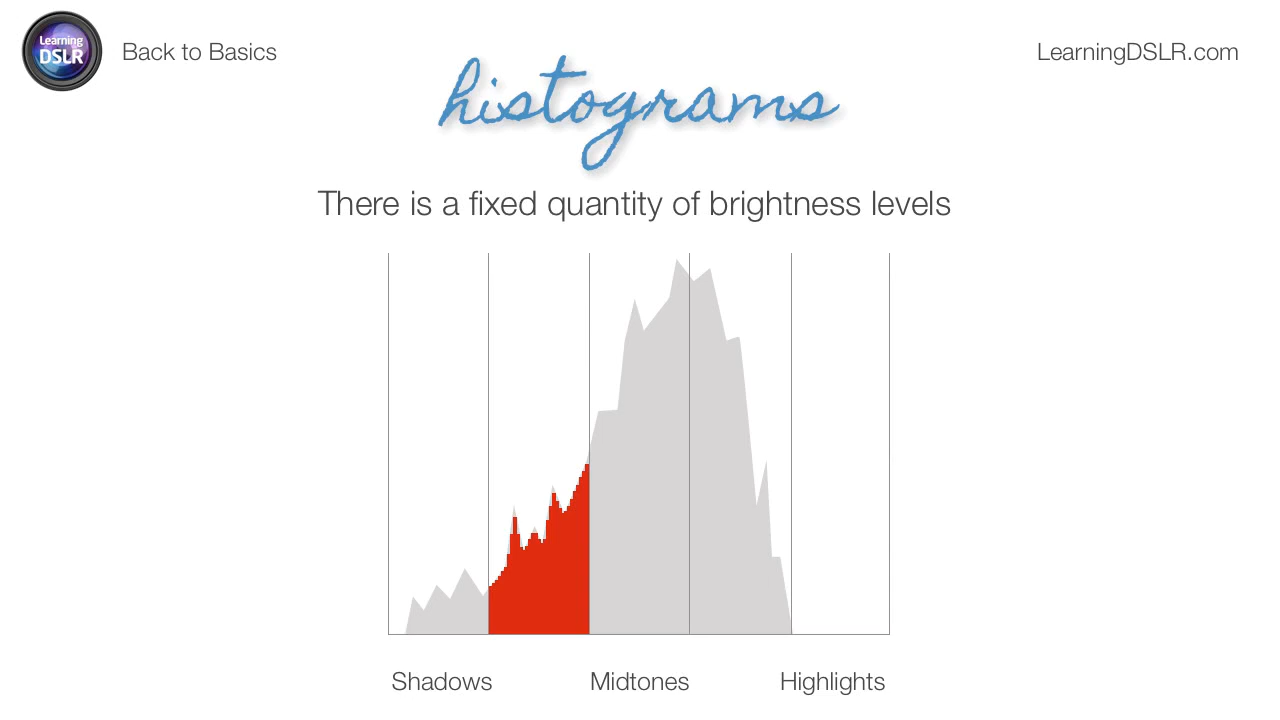 Learning
DSLR
Back to Basics
LearningDSLR.com
histograms
There is a fixed quantity of brightness levels
Shadows
Midtones
Highlights